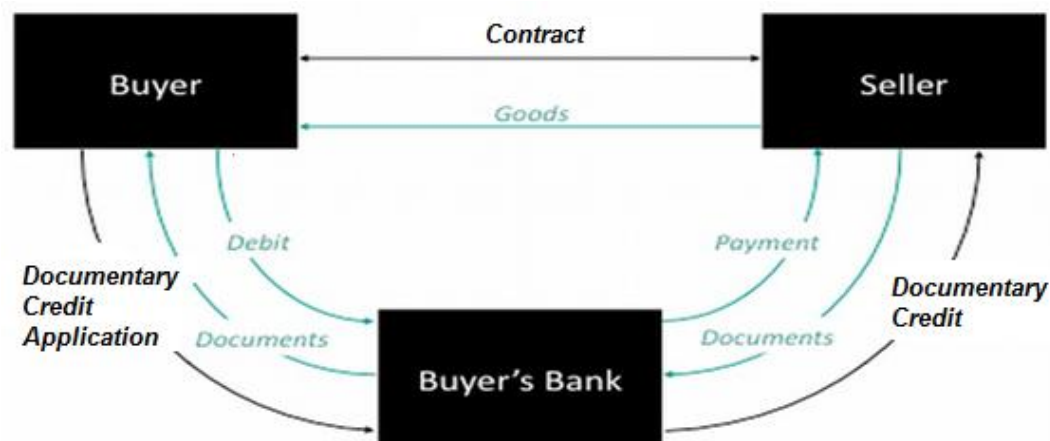 Contract
Buyer
Seller
Goods
Debit
Payment
Documentary
Credit
Application
Documentary
Credit
Documents
Documents
Buyer's Bank